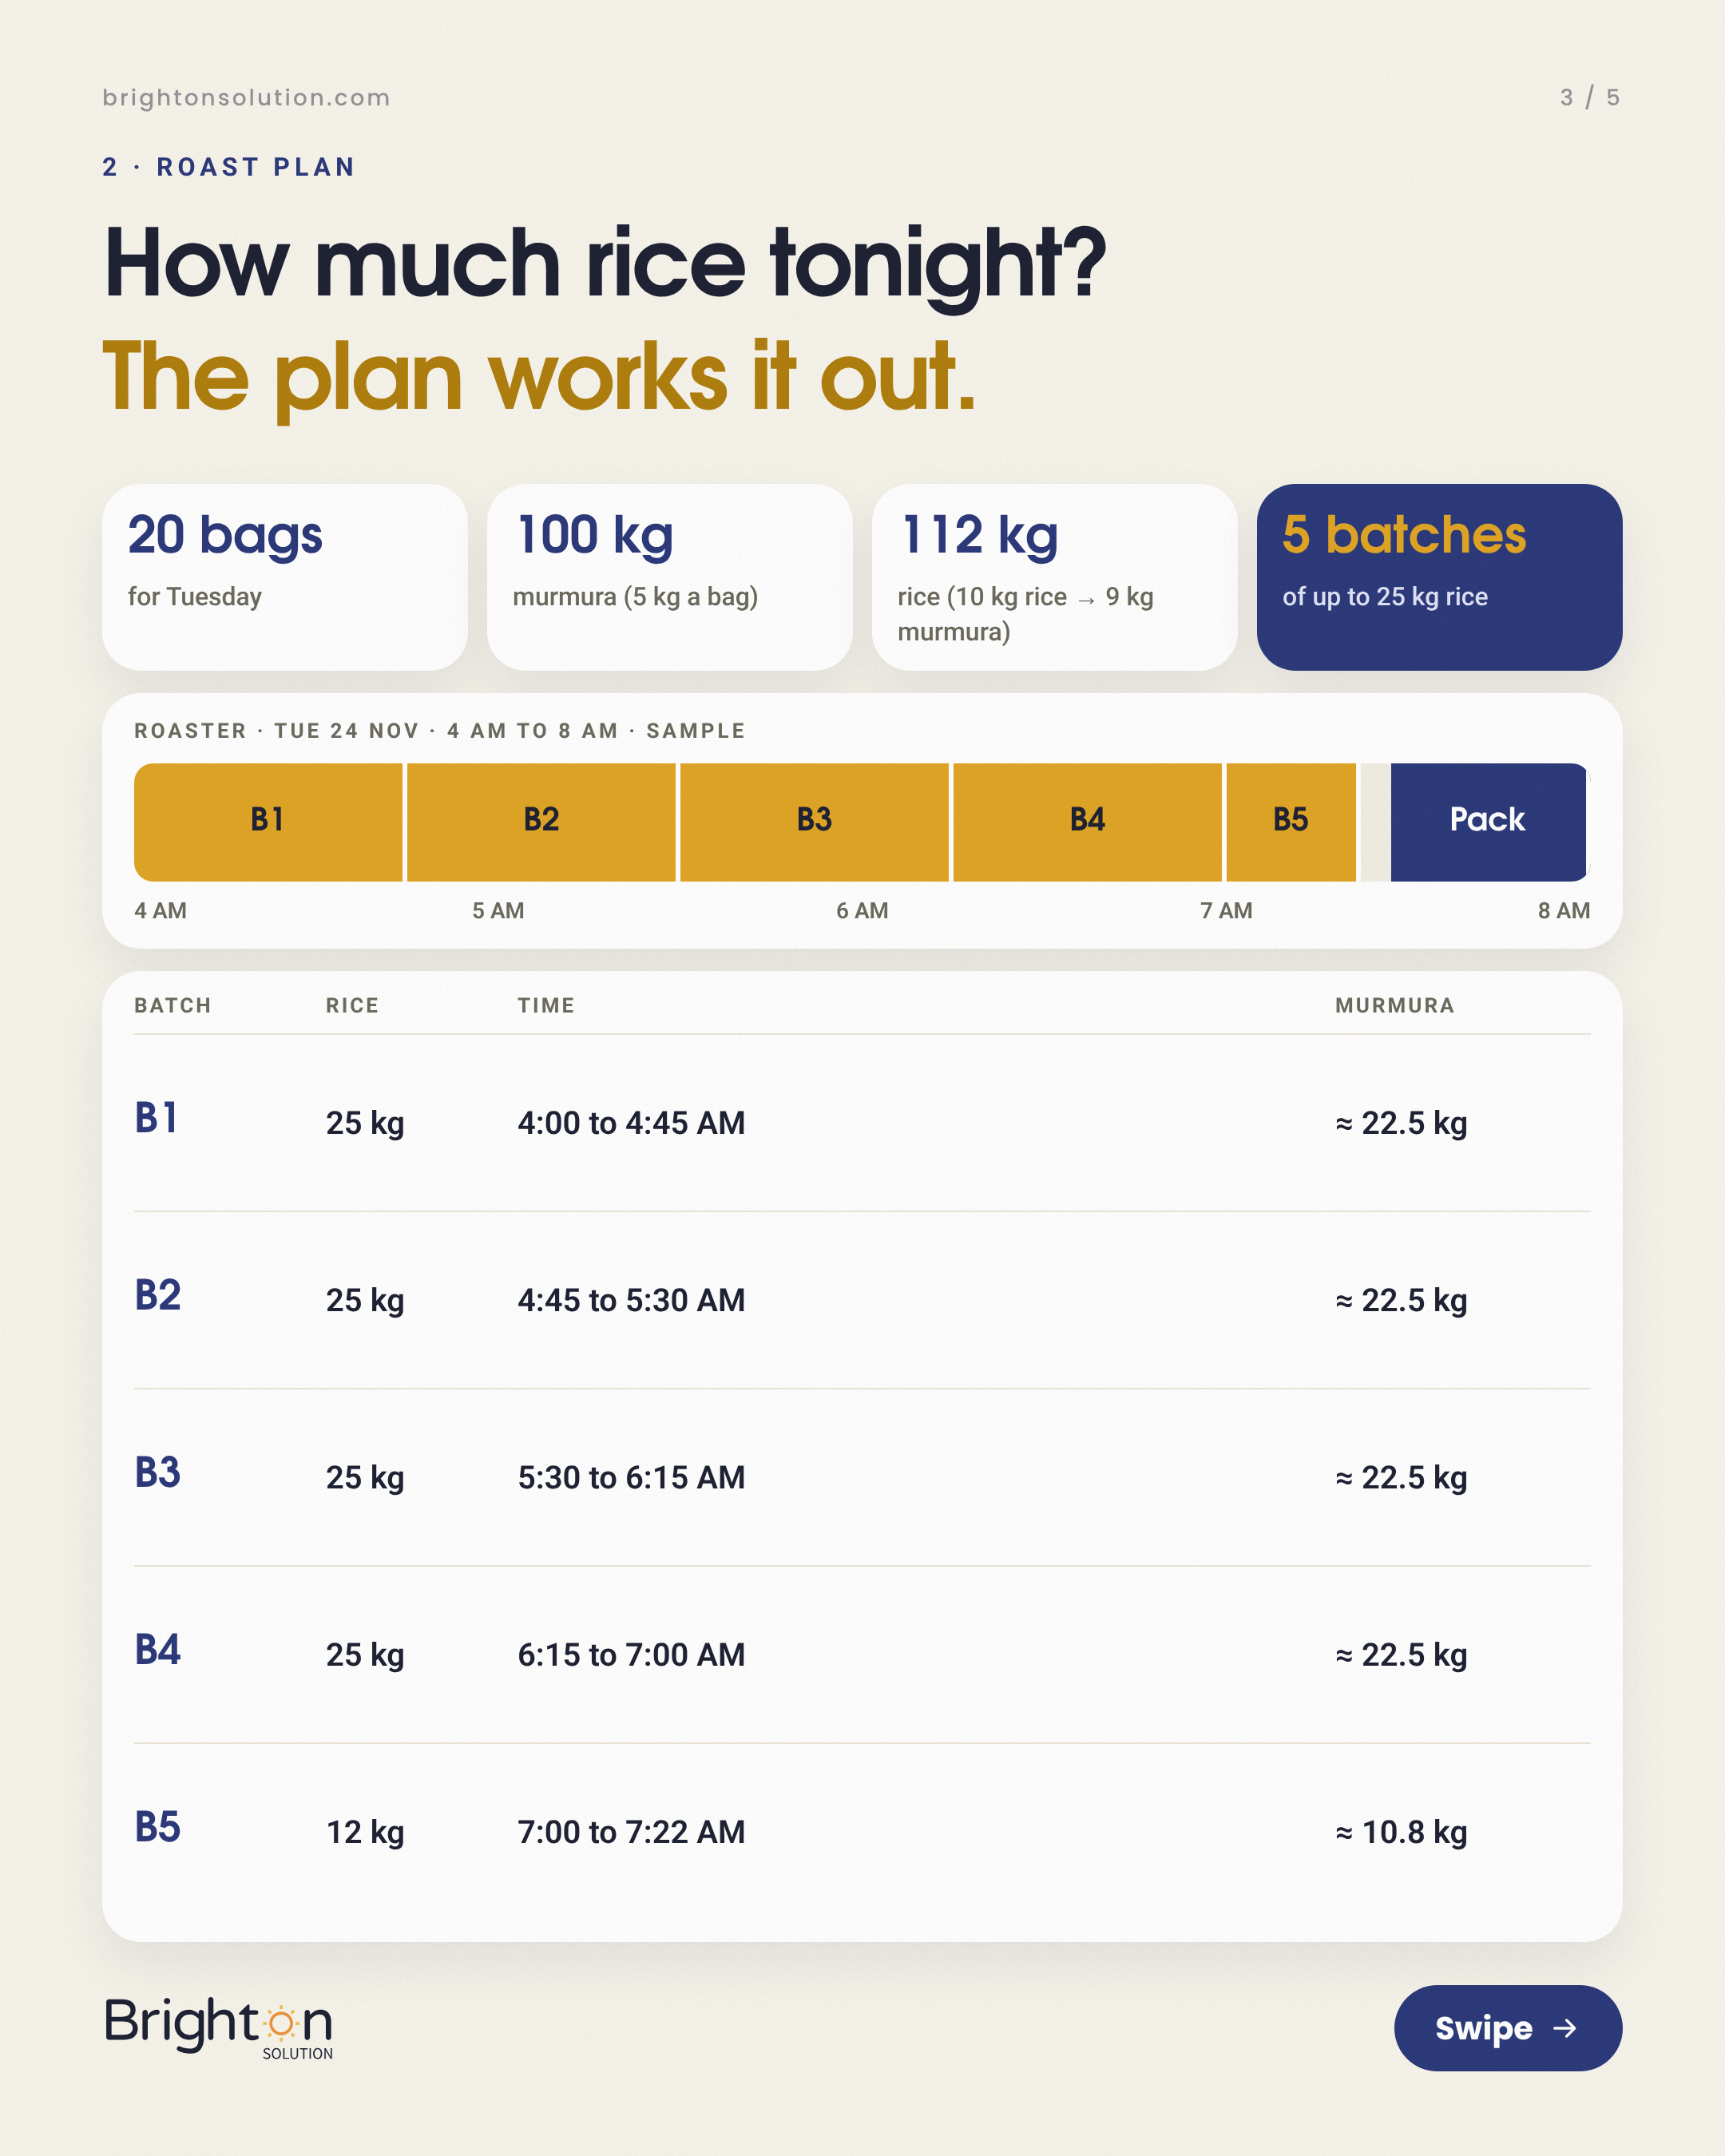 brightonsolution.com
3 / 5
2 · ROAST PLAN
How much rice tonight?
The plan works it out.
20 bags
for Tuesday
100 kg
murmura (5 kg a bag)
112 kg
rice (10 kg rice → 9 kg
murmura)
5 batches
of up to 25 kg rice
ROASTER · TUE 24 NOV · 4 AM TO 8 AM · SAMPLE
B1 B2 B3 B4 B5 Pack
4 AM 5 AM 6 AM 7 AM 8 AM
BATCH RICE TIME MURMURA
B1 25 kg 4:00 to 4:45 AM ≈ 22.5 kg
B2 25 kg 4:45 to 5:30 AM ≈ 22.5 kg
B3 25 kg 5:30 to 6:15 AM ≈ 22.5 kg
B4 25 kg 6:15 to 7:00 AM ≈ 22.5 kg
B5 12 kg 7:00 to 7:22 AM ≈ 10.8 kg
Brighton
SOLUTION
Swipe →